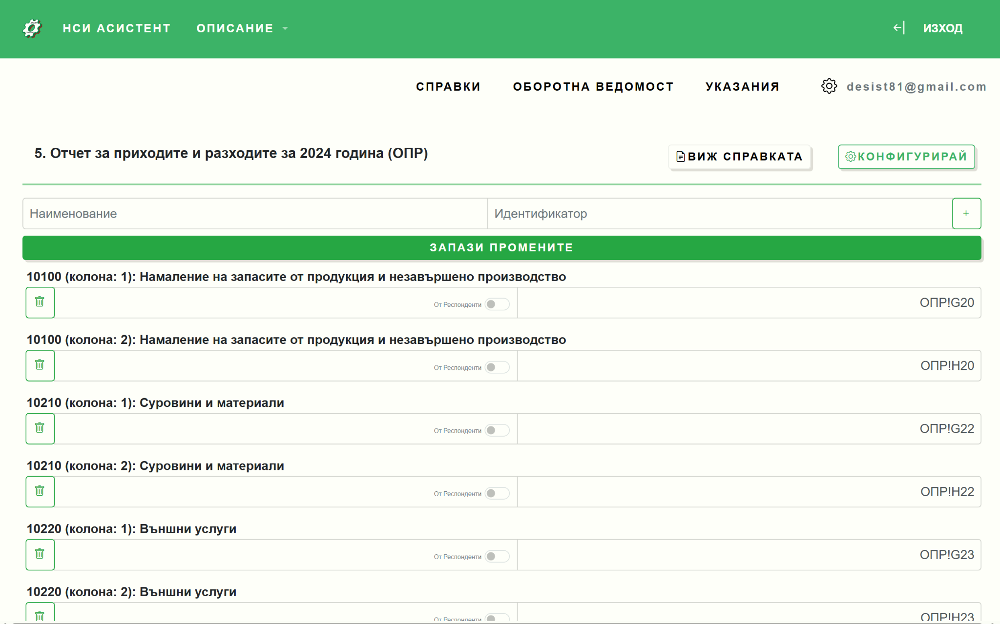 НСИ АСИСТЕНТ ОПИСАНИЕ ИЗХОД
СПРАВКИ ОБОРОТНА ВЕДОМОСТ УКАЗАНИЯ desist81@gmail.com
5. Отчет за приходите и разходите за 2024 година (ОПР) ВИЖ СПРАВКАТА КОНФИГУРИРАЙ
Наименование Идентификатор +
ЗАПАЗИ ПРОМЕНИТЕ
10100 (колона: 1): Намаление на запасите от продукция и незавършено производство
От Респонденти ОПР!G20
10100 (колона: 2): Намаление на запасите от продукция и незавършено производство
От Респонденти ОПР!H20
10210 (колона: 1): Суровини и материали
От Респонденти ОПР!G22
10210 (колона: 2): Суровини и материали
От Респонденти ОПР!H22
10220 (колона: 1): Външни услуги
От Респонденти ОПР!G23
10220 (колона: 2): Външни услуги
От Респонденти ОПР!H23